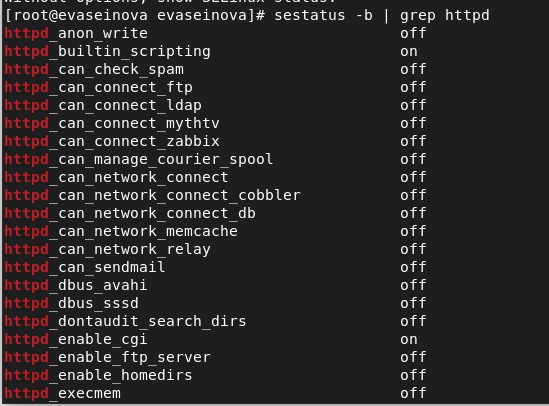 [root@evaseinova evaseinova]# sestatus -b | grep httpd
httpd_anon_write off
httpd_builtin_scripting on
httpd_can_check_spam off
httpd_can_connect_ftp off
httpd_can_connect_ldap off
httpd_can_connect_mythtv off
httpd_can_connect_zabbix off
httpd_can_manage_courier_spool off
httpd_can_network_connect off
httpd_can_network_connect_cobbler off
httpd_can_network_connect_db off
httpd_can_network_memcache off
httpd_can_network_relay off
httpd_can_sendmail off
httpd_dbus_avahi off
httpd_dbus_sssd off
httpd_dontaudit_search_dirs off
httpd_enable_cgi on
httpd_enable_ftp_server off
httpd_enable_homedirs off
httpd_execmem off